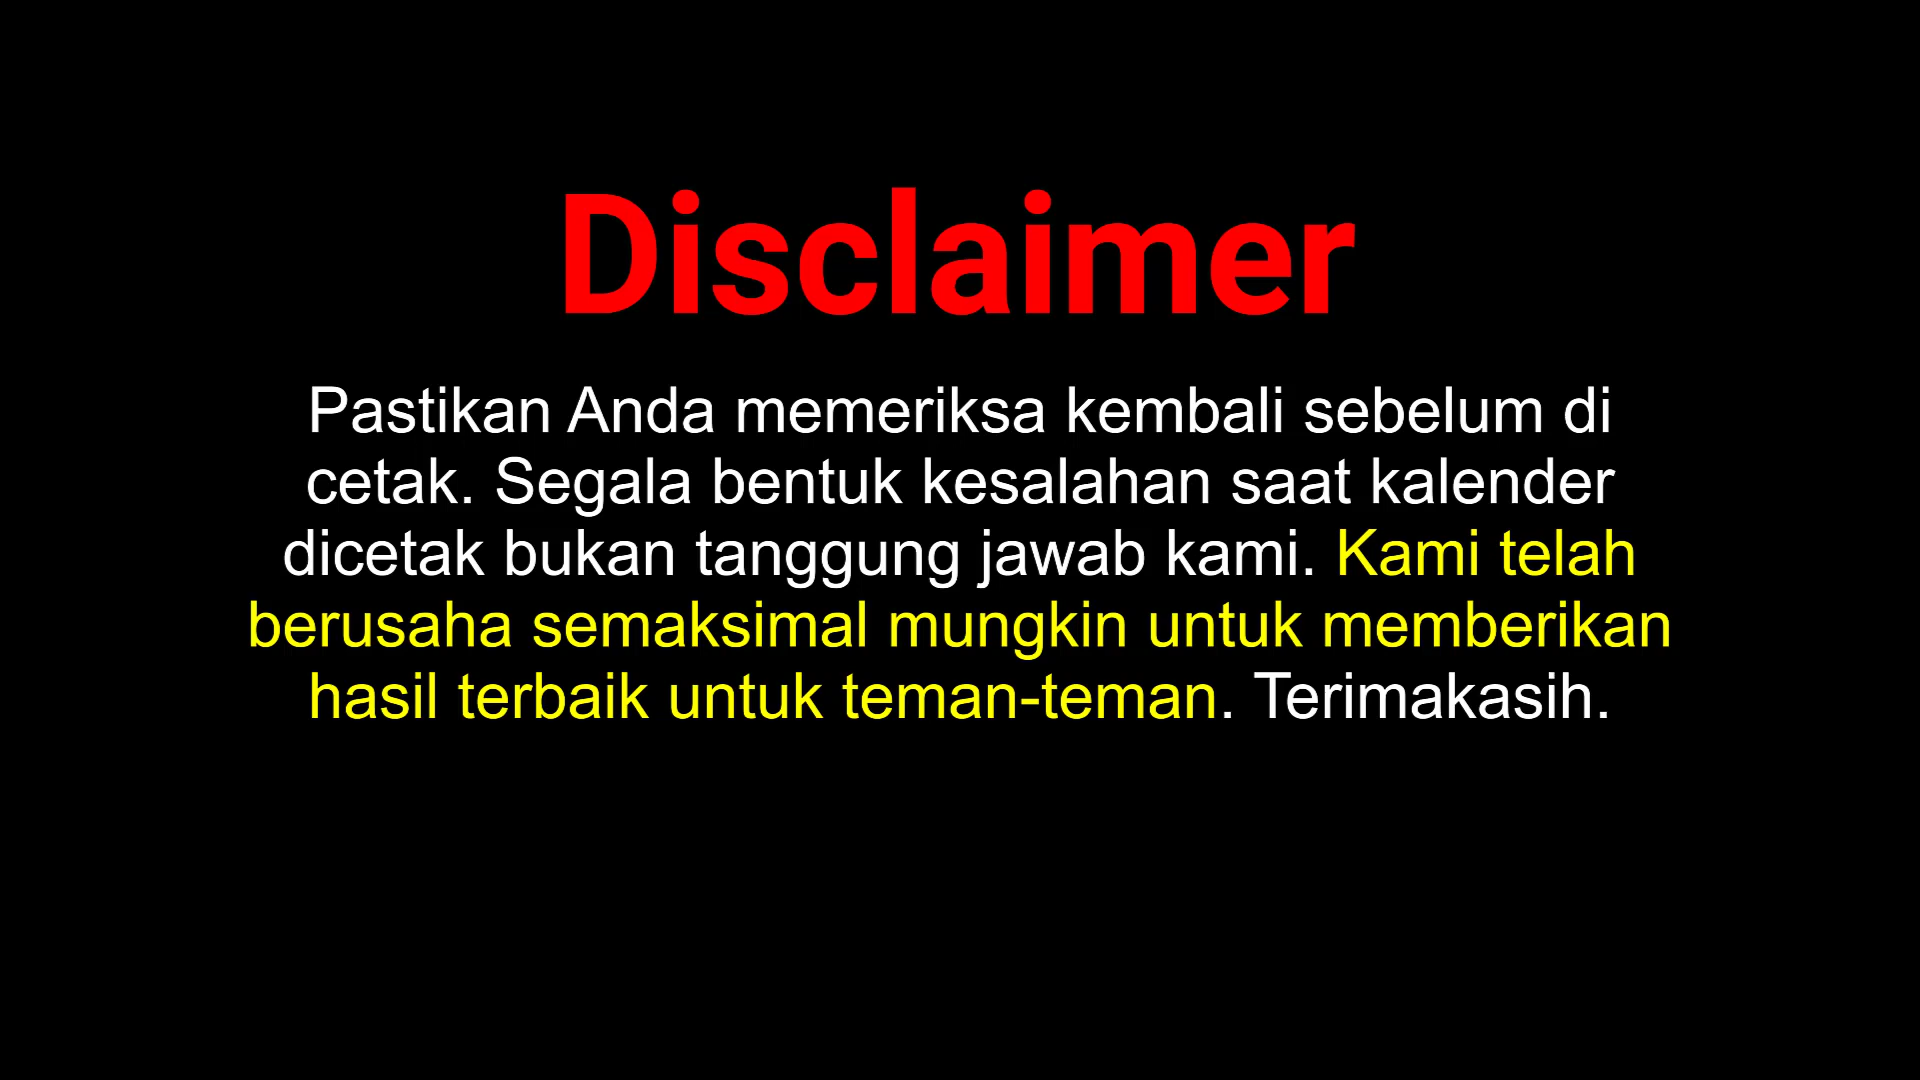 Disclaimer
Pastikan Anda memeriksa kembali sebelum di
cetak. Segala bentuk kesalahan saat kalender
dicetak bukan tanggung jawab kami. Kami telah
berusaha semaksimal mungkin untuk memberikan
hasil terbaik untuk teman-teman. Terimakasih.